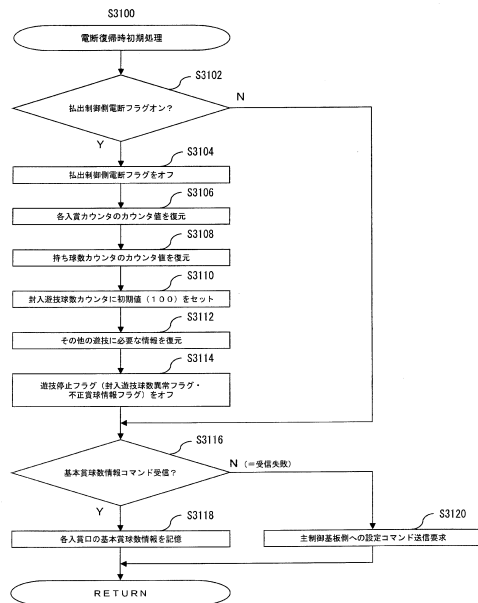 S3100
電断復帰時初期処理
S3102
払出制御側電断フラグオン？
N
Y
S3104
払出制御側電断フラグをオフ
S3106
各入賞カウンタのカウンタ値を復元
S3108
持ち球数カウンタのカウンタ値を復元
S3110
封入遊技球数カウンタに初期値（１００）をセット
S3112
その他の遊技に必要な情報を復元
S3114
遊技停止フラグ（封入遊技球数異常フラグ・
不正賞球情報フラグ）をオフ
S3116
基本賞球数情報コマンド受信？
N（＝受信失敗）
Y
S3118
各入賞口の基本賞球数情報を記憶
S3120
主制御基板側への設定コマンド送信要求
ＲＥＴＵＲＮ